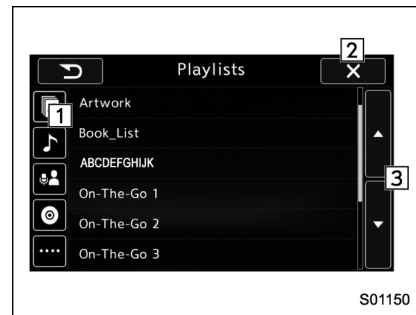 2
Playlists
1
Artwork
Book_List
ABCDEFGHIJK
3
On-The-Go 1
On-The-Go 2
On-The-Go 3
S01150